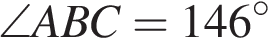 ∠ABC = 146°